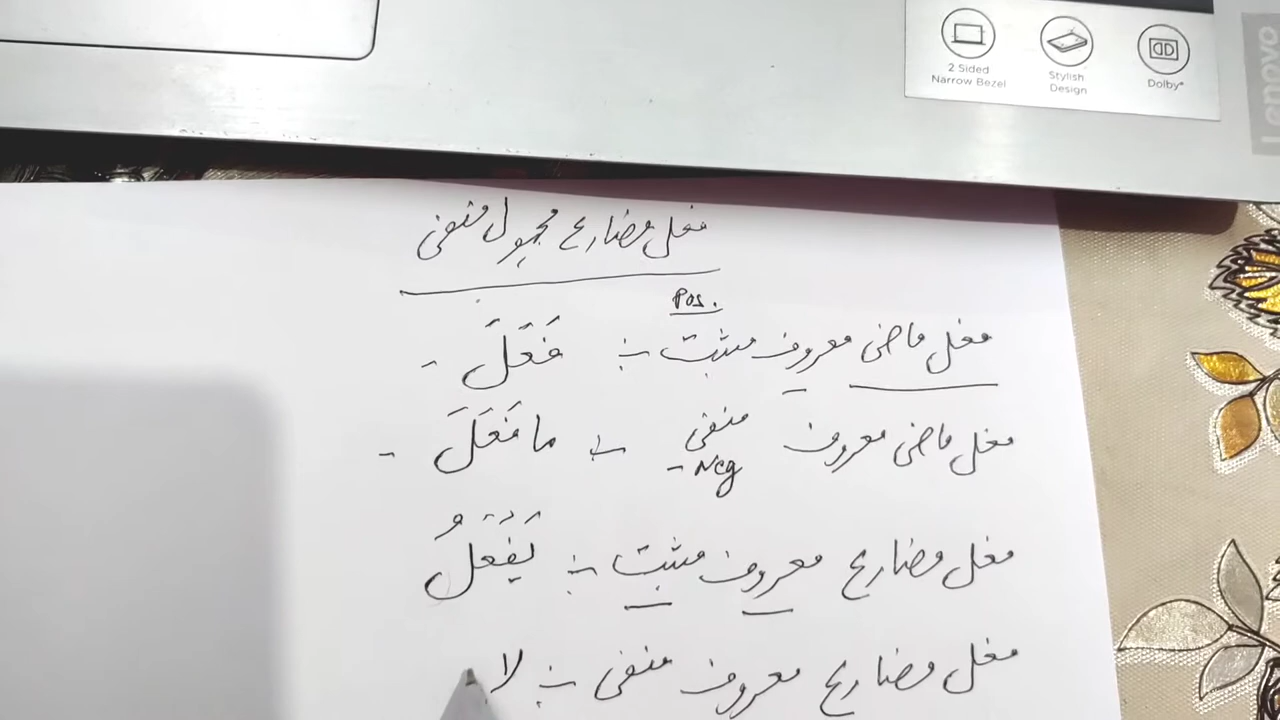 2 Sided
Narrow Bezel
Stylish
Design
Dolby
Lenovo
فعل مضارع مجہول منفی
Pos.
فعل ماضی معروف مثبت :- فَعَلَ -
فعل ماضی معروف منفی :- ما فَعَلَ -
Neg -
فعل مضارع معروف مثبت :- يَفْعَلُ
فعل مضارع معروف منفی :- لا